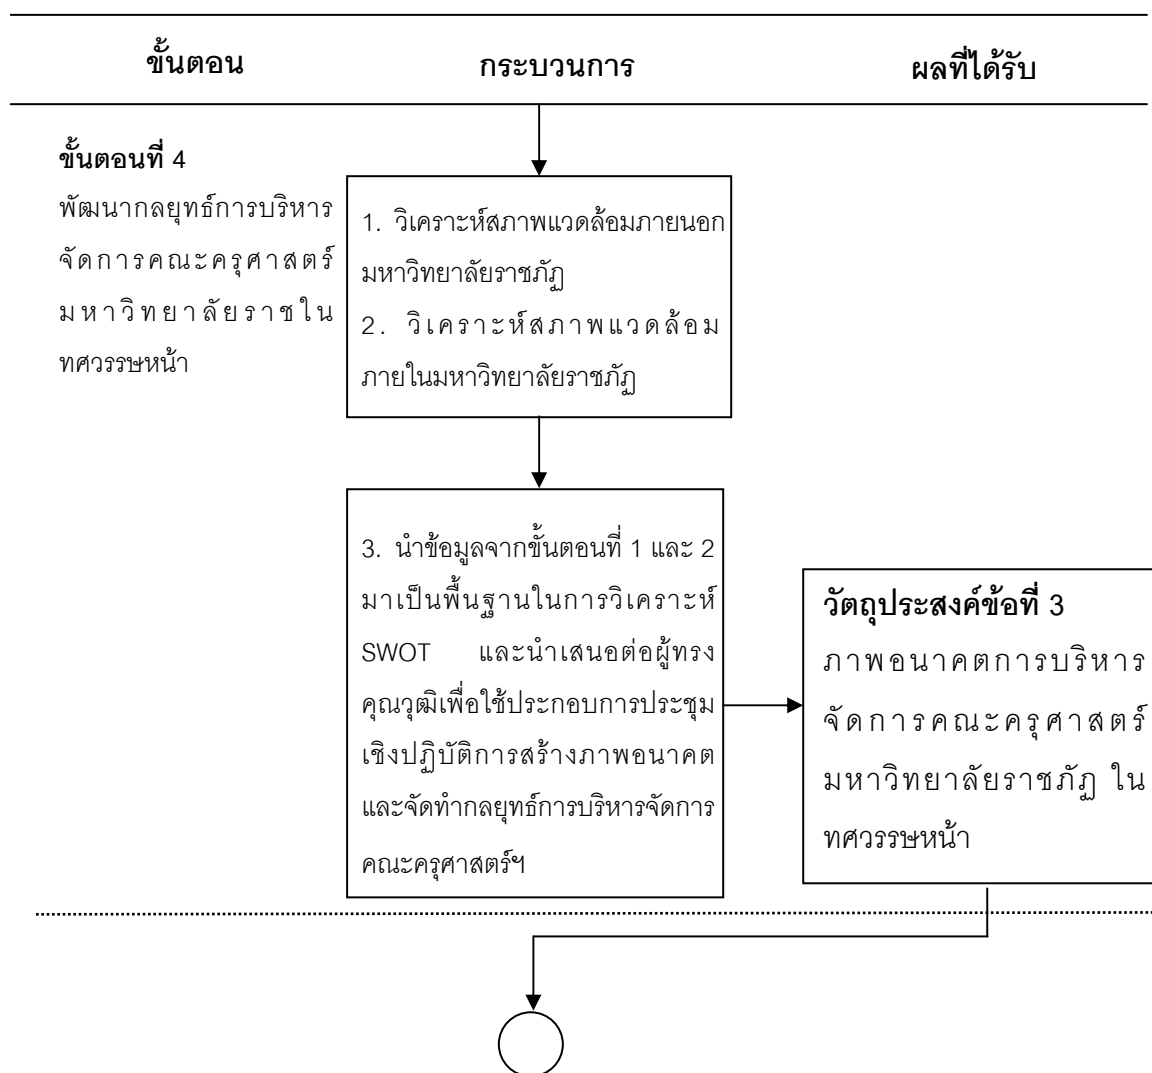 ขั้นตอน กระบวนการ ผลที่ได้รับ
ขั้นตอนที่ 4
พัฒนากลยุทธ์การบริหาร
จัดการคณะครุศาสตร์
มหาวิทยาลัยราชใน
ทศวรรษหน้า
1. วิเคราะห์สภาพแวดล้อมภายนอก
มหาวิทยาลัยราชภัฏ
2. วิเคราะห์สภาพแวดล้อม
ภายในมหาวิทยาลัยราชภัฏ
3. นำข้อมูลจากขั้นตอนที่ 1 และ 2
มาเป็นพื้นฐานในการวิเคราะห์
SWOT และนำเสนอต่อผู้ทรง
คุณวุฒิเพื่อใช้ประกอบการประชุม
เชิงปฏิบัติการสร้างภาพอนาคต
และจัดทำกลยุทธ์การบริหารจัดการ
คณะครุศาสตร์ฯ
วัตถุประสงค์ข้อที่ 3
ภาพอนาคตการบริหาร
จัดการคณะครุศาสตร์
มหาวิทยาลัยราชภัฏ ใน
ทศวรรษหน้า